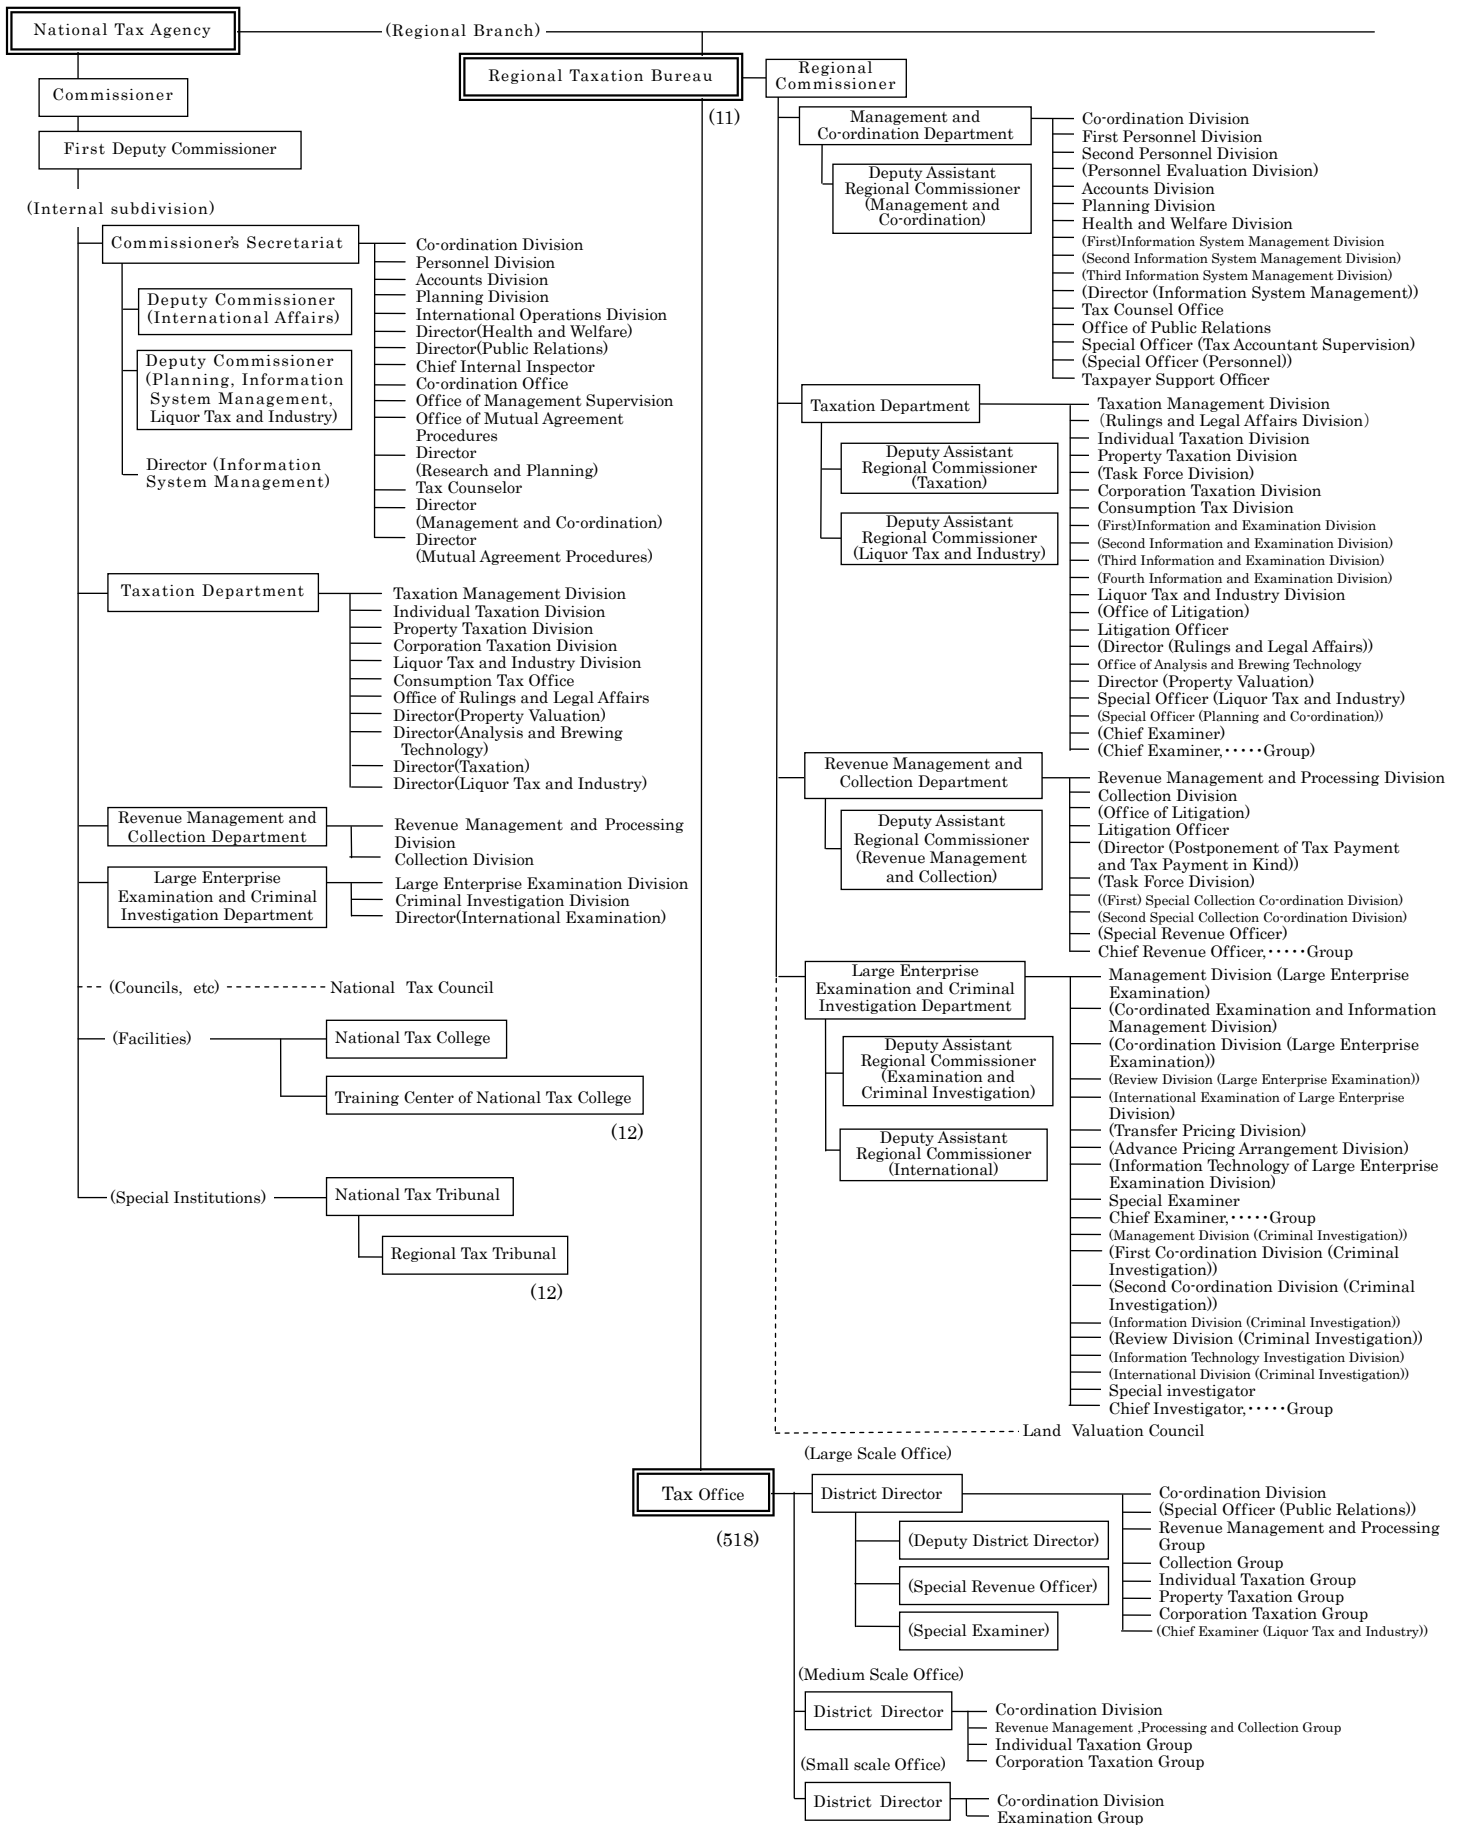 National Tax Agency
(Regional Branch)
Commissioner
First Deputy Commissioner
(Internal subdivision)
Commissioner's Secretariat
Deputy Commissioner
(International Affairs)
Deputy Commissioner
(Planning, Information
System Management,
Liquor Tax and Industry)
Director (Information
System Management)
Co-ordination Division
Personnel Division
Accounts Division
Planning Division
International Operations Division
Director(Health and Welfare)
Director(Public Relations)
Chief Internal Inspector
Co-ordination Office
Office of Management Supervision
Office of Mutual Agreement
Procedures
Director
(Research and Planning)
Tax Counselor
Director
(Management and Co-ordination)
Director
(Mutual Agreement Procedures)
Taxation Department
Taxation Management Division
Individual Taxation Division
Property Taxation Division
Corporation Taxation Division
Liquor Tax and Industry Division
Consumption Tax Office
Office of Rulings and Legal Affairs
Director(Property Valuation)
Director(Analysis and Brewing
Technology)
Director(Taxation)
Director(Liquor Tax and Industry)
Revenue Management and
Collection Department
Revenue Management and Processing
Division
Collection Division
Large Enterprise
Examination and Criminal
Investigation Department
Large Enterprise Examination Division
Criminal Investigation Division
Director(International Examination)
(Councils, etc)
National Tax Council
(Facilities)
National Tax College
Training Center of National Tax College
(12)
(Special Institutions)
National Tax Tribunal
Regional Tax Tribunal
(12)
Regional Taxation Bureau
(11)
Regional
Commissioner
Management and
Co-ordination Department
Deputy Assistant
Regional Commissioner
(Management and
Co-ordination)
Co-ordination Division
First Personnel Division
Second Personnel Division
(Personnel Evaluation Division)
Accounts Division
Planning Division
Health and Welfare Division
(First)Information System Management Division
(Second Information System Management Division)
(Third Information System Management Division)
(Director (Information System Management))
Tax Counsel Office
Office of Public Relations
Special Officer (Tax Accountant Supervision)
(Special Officer (Personnel))
Taxpayer Support Officer
Taxation Department
Deputy Assistant
Regional Commissioner
(Taxation)
Deputy Assistant
Regional Commissioner
(Liquor Tax and Industry)
Taxation Management Division
(Rulings and Legal Affairs Division)
Individual Taxation Division
Property Taxation Division
(Task Force Division)
Corporation Taxation Division
Consumption Tax Division
(First)Information and Examination Division
(Second Information and Examination Division)
(Third Information and Examination Division)
(Fourth Information and Examination Division)
Liquor Tax and Industry Division
(Office of Litigation)
Litigation Officer
(Director (Rulings and Legal Affairs))
Office of Analysis and Brewing Technology
Director (Property Valuation)
Special Officer (Liquor Tax and Industry)
(Special Officer (Planning and Co-ordination))
(Chief Examiner)
(Chief Examiner,・・・・・Group)
Revenue Management and
Collection Department
Deputy Assistant
Regional Commissioner
(Revenue Management
and Collection)
Revenue Management and Processing Division
Collection Division
(Office of Litigation)
Litigation Officer
(Director (Postponement of Tax Payment
and Tax Payment in Kind))
(Task Force Division)
((First) Special Collection Co-ordination Division)
(Second Special Collection Co-ordination Division)
(Special Revenue Officer)
Chief Revenue Officer,・・・・・Group
Large Enterprise
Examination and Criminal
Investigation Department
Deputy Assistant
Regional Commissioner
(Examination and
Criminal Investigation)
Deputy Assistant
Regional Commissioner
(International)
Management Division (Large Enterprise
Examination)
(Co-ordinated Examination and Information
Management Division)
(Co-ordination Division (Large Enterprise
Examination))
(Review Division (Large Enterprise Examination))
(International Examination of Large Enterprise
Division)
(Transfer Pricing Division)
(Advance Pricing Arrangement Division)
(Information Technology of Large Enterprise
Examination Division)
Special Examiner
Chief Examiner,・・・・・Group
(Management Division (Criminal Investigation))
(First Co-ordination Division (Criminal
Investigation))
(Second Co-ordination Division (Criminal
Investigation))
(Information Division (Criminal Investigation))
(Review Division (Criminal Investigation))
(Information Technology Investigation Division)
(International Division (Criminal Investigation))
Special investigator
Chief Investigator,・・・・・Group
Land Valuation Council
Tax Office
(518)
(Large Scale Office)
District Director
(Deputy District Director)
(Special Revenue Officer)
(Special Examiner)
Co-ordination Division
(Special Officer (Public Relations))
Revenue Management and Processing
Group
Collection Group
Individual Taxation Group
Property Taxation Group
Corporation Taxation Group
(Chief Examiner (Liquor Tax and Industry))
(Medium Scale Office)
District Director
Co-ordination Division
Revenue Management ,Processing and Collection Group
Individual Taxation Group
Corporation Taxation Group
(Small scale Office)
District Director
Co-ordination Division
Examination Group